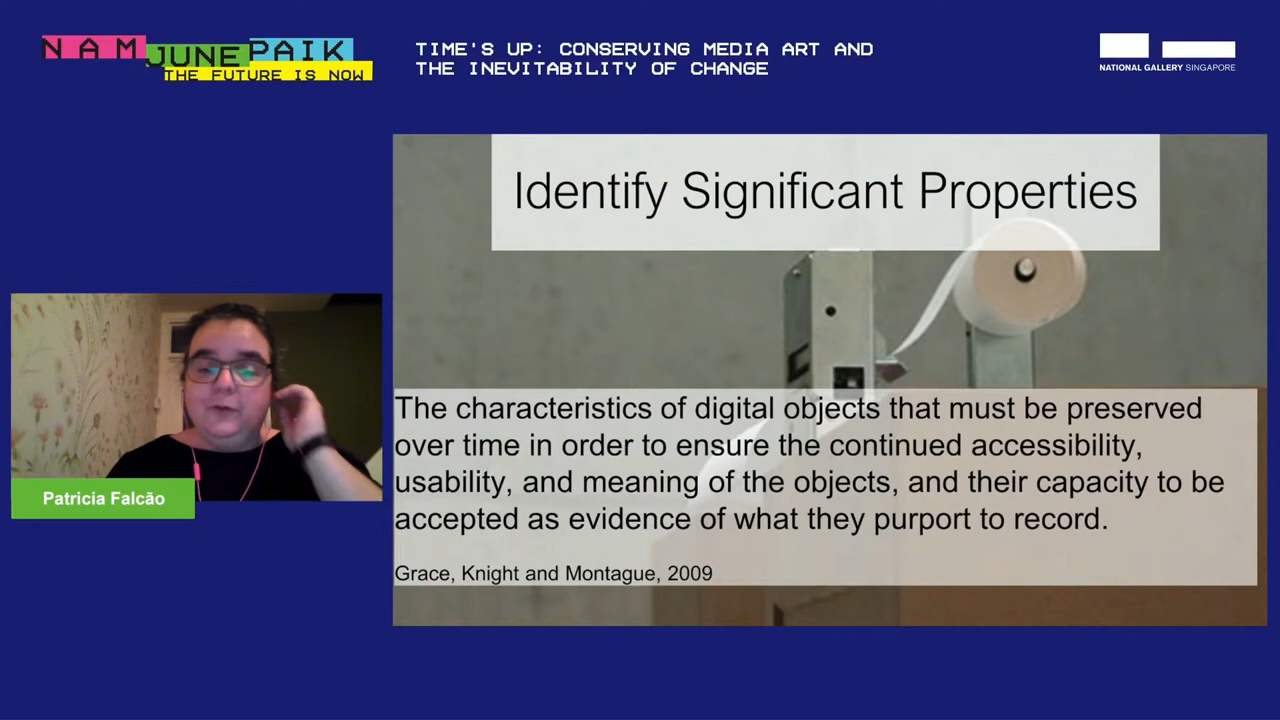 NAM JUNE PAIK
THE FUTURE IS NOW
TIME'S UP: CONSERVING MEDIA ART AND
THE INEVITABILITY OF CHANGE
NATIONAL GALLERY SINGAPORE
Identify Significant Properties
The characteristics of digital objects that must be preserved
over time in order to ensure the continued accessibility,
usability, and meaning of the objects, and their capacity to be
accepted as evidence of what they purport to record.
Grace, Knight and Montague, 2009
Patricia Falcão